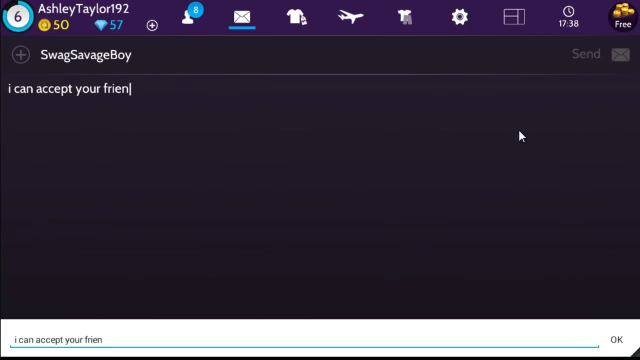 6
AshleyTaylor192
50
57
8
17:38
Free
SwagSavageBoy
Send
i can accept your frien
i can accept your frien
OK